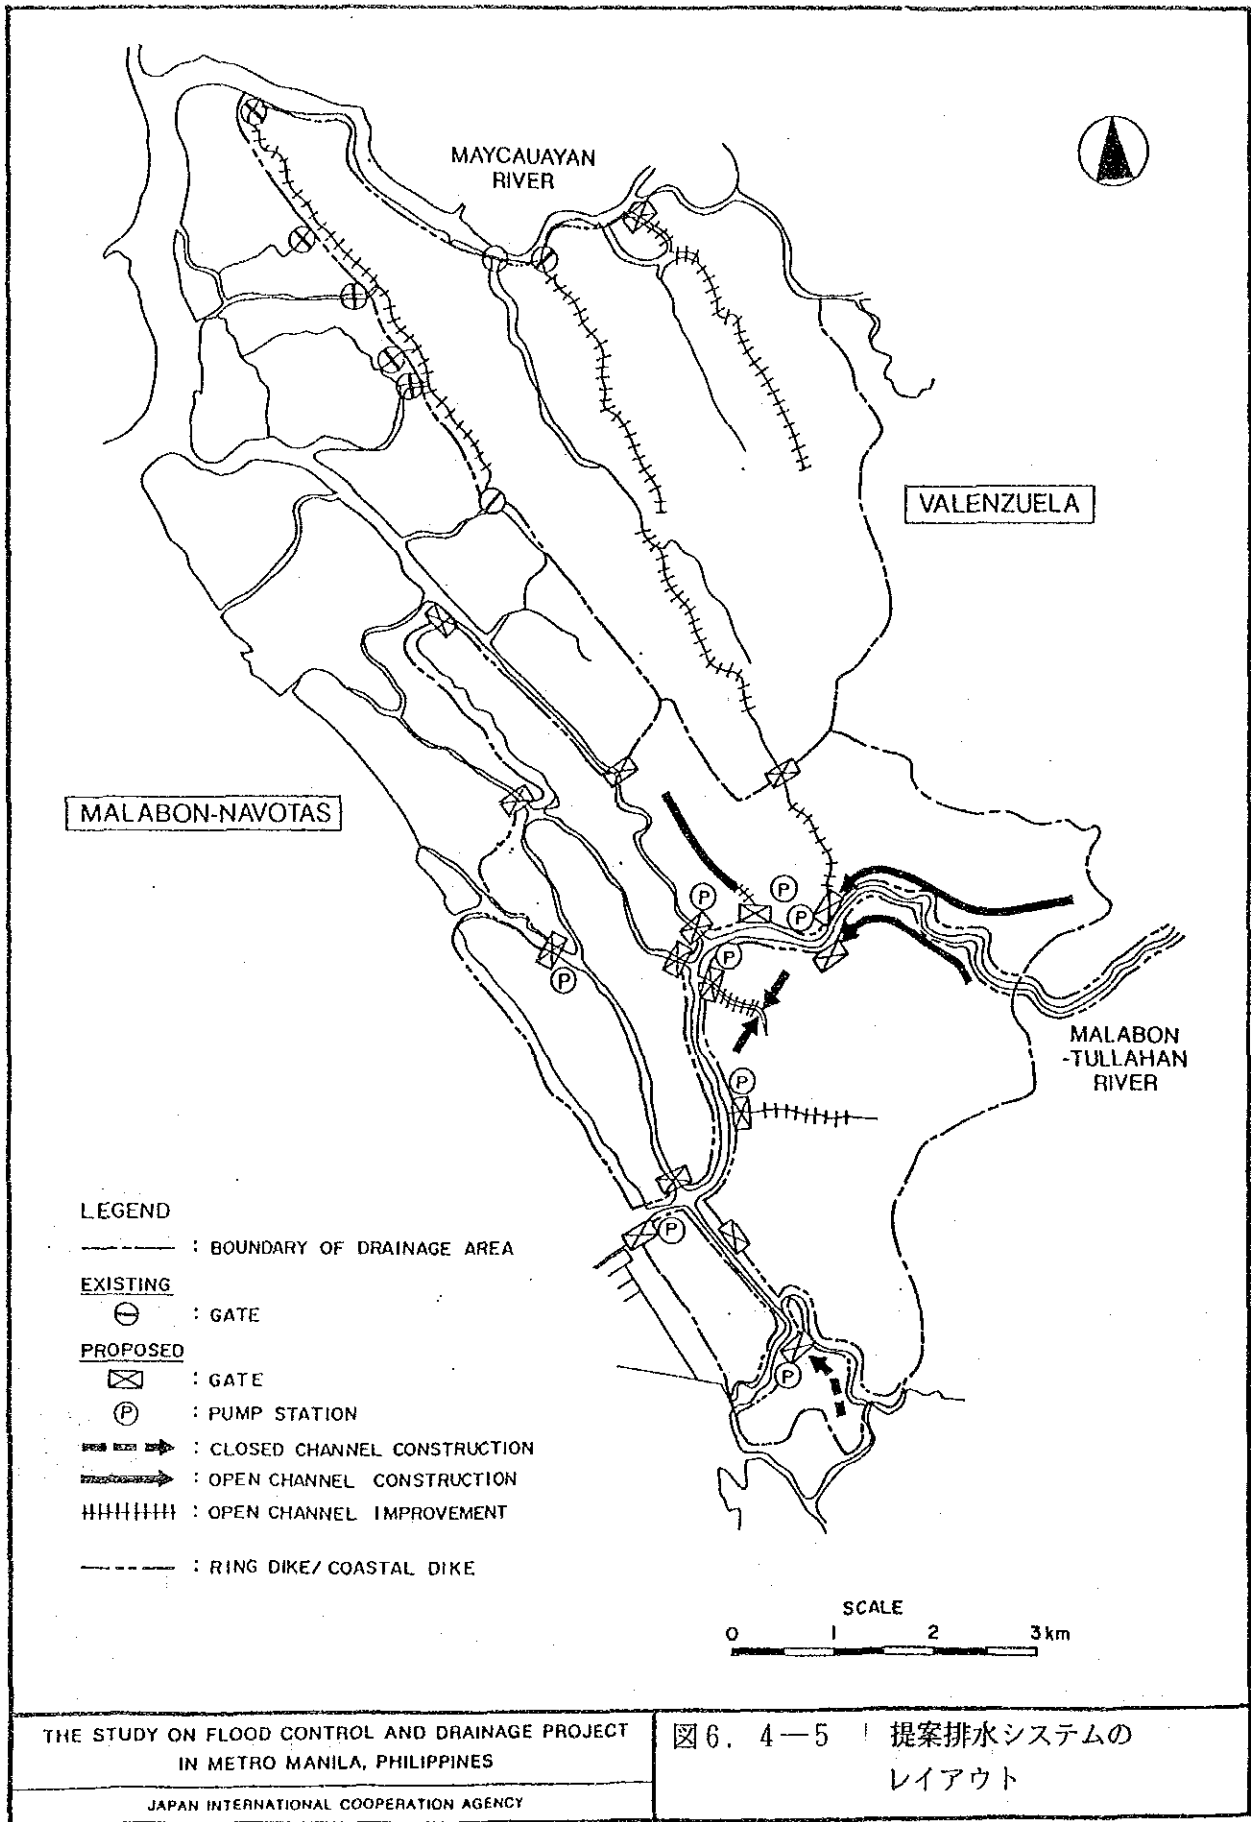 MAYCAUAYAN
RIVER
VALENZUELA
MALABON-NAVOTAS
P
P
P
P
P
MALABON
-TULLAHAN
RIVER
P
P
P
LEGEND
: BOUNDARY OF DRAINAGE AREA
EXISTING
: GATE
PROPOSED
: GATE
P : PUMP STATION
: CLOSED CHANNEL CONSTRUCTION
: OPEN CHANNEL CONSTRUCTION
: OPEN CHANNEL IMPROVEMENT
: RING DIKE/COASTAL DIKE
SCALE
0 1 2 3km
THE STUDY ON FLOOD CONTROL AND DRAINAGE PROJECT
IN METRO MANILA, PHILIPPINES
JAPAN INTERNATIONAL COOPERATION AGENCY
図6. 4-5 提案排水システムの
レイアウト